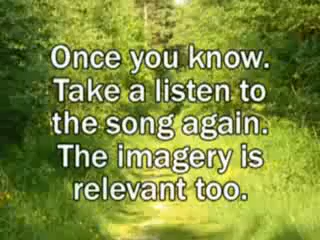 Once you know.
Take a listen to
the song again.
The imagery is
relevant too.